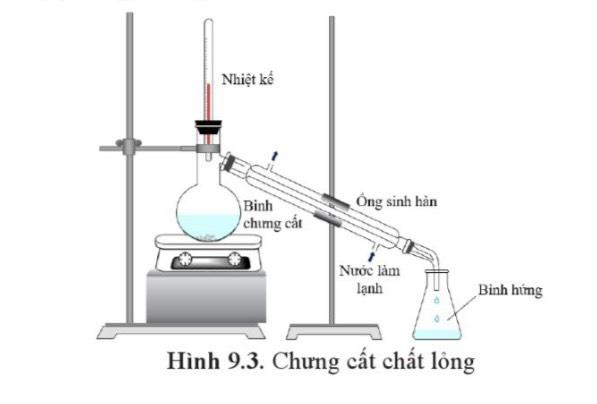 Nhiệt kế
Bình
chưng cất
Ống sinh hàn
Nước làm
lạnh
Bình hứng
Hình 9.3. Chưng cất chất lỏng